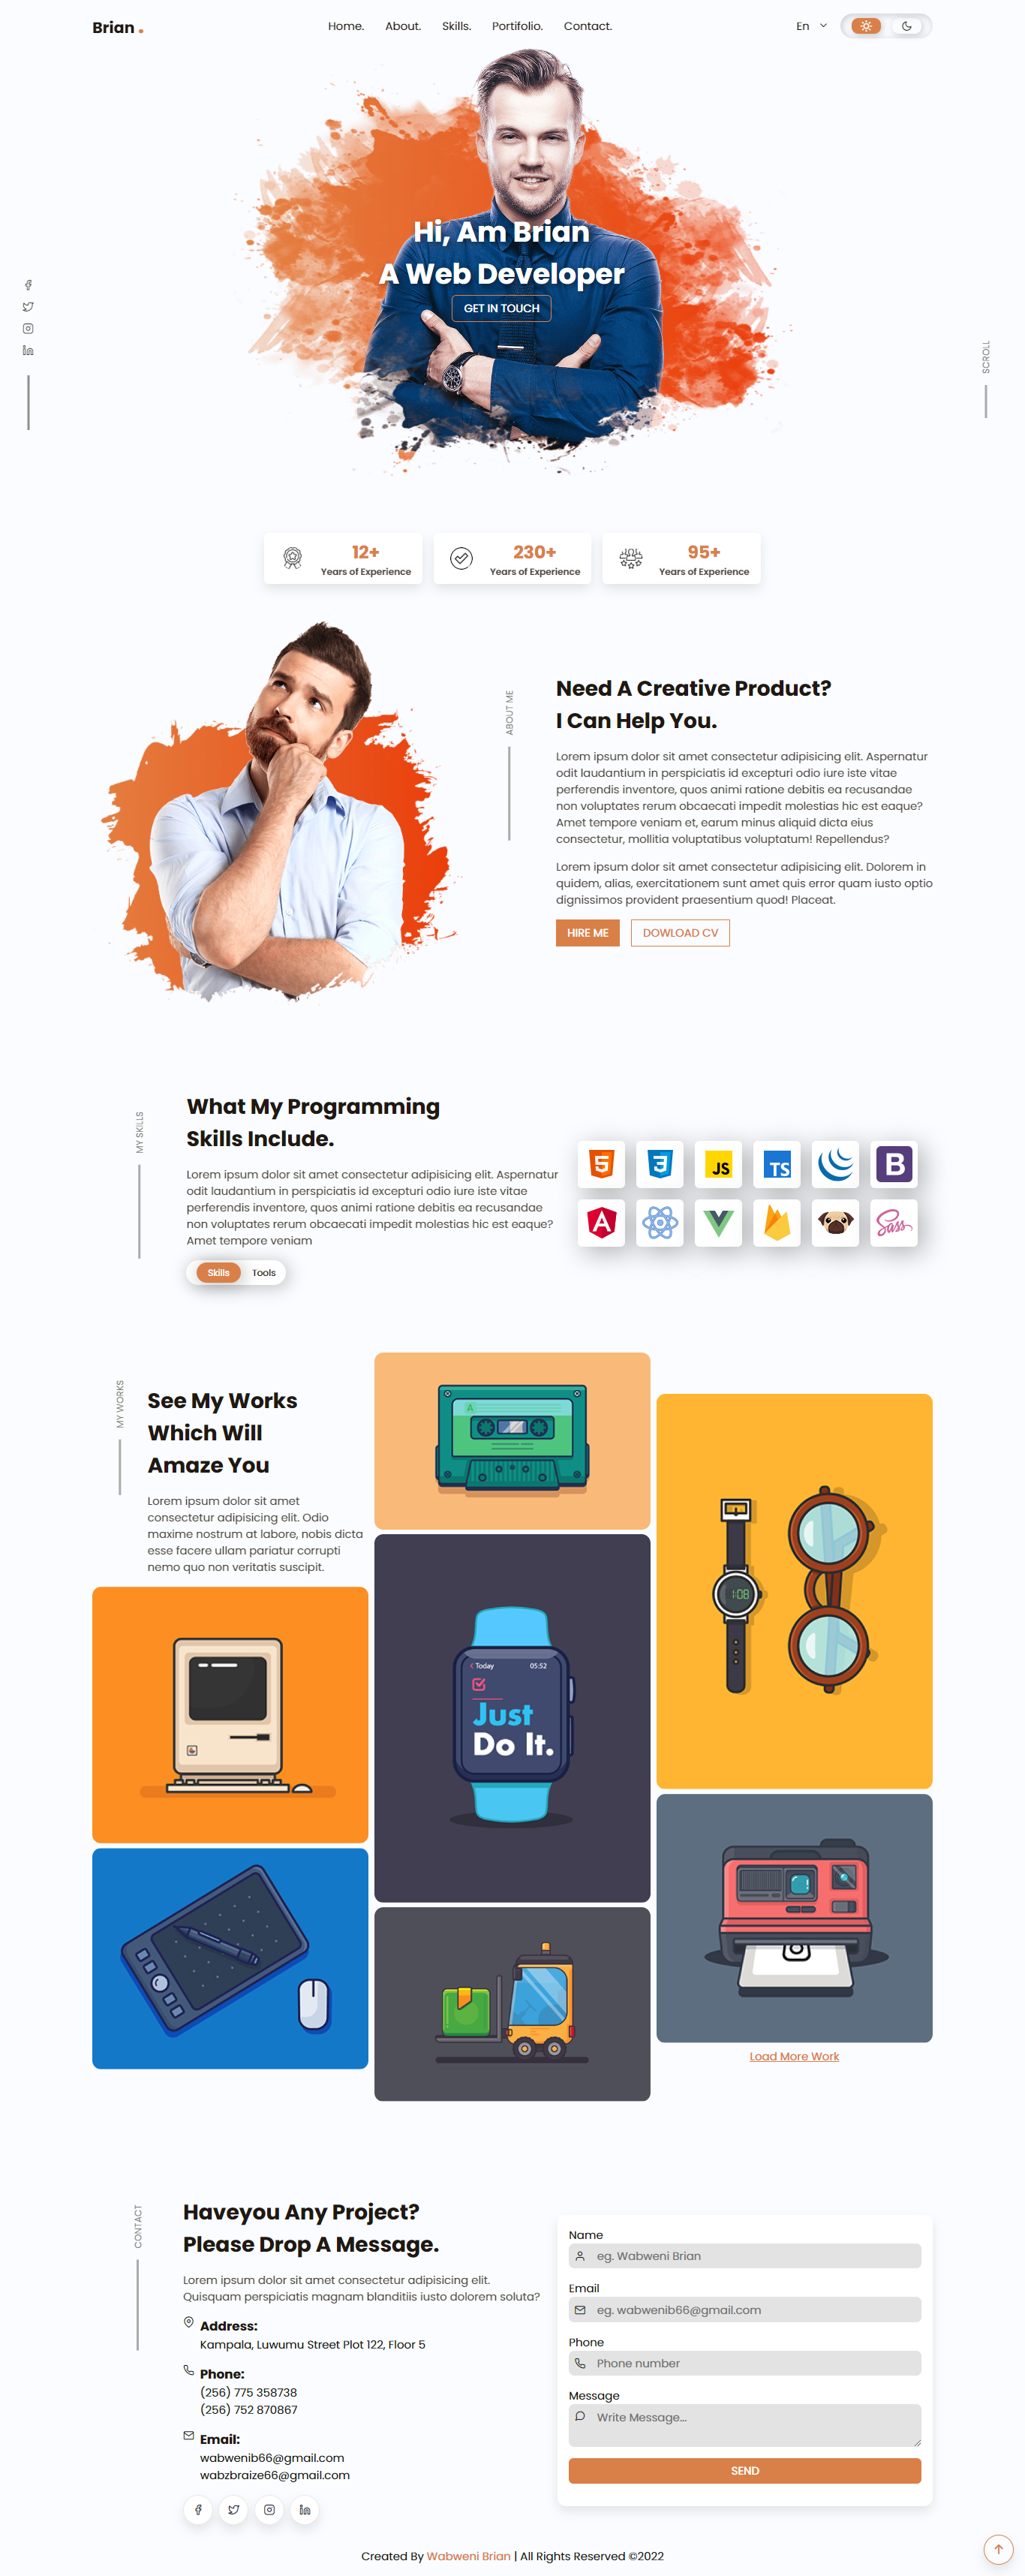 Brian .
Home. About. Skills. Portifolio. Contact.
En
Hi, Am Brian
A Web Developer
GET IN TOUCH
SCROLL
12+
Years of Experience
230+
Years of Experience
95+
Years of Experience
ABOUT ME
Need A Creative Product?
I Can Help You.
Lorem ipsum dolor sit amet consectetur adipisicing elit. Aspernatur
odit laudantium in perspiciatis id excepturi odio iure iste vitae
perferendis inventore, quos animi ratione debitis ea recusandae
non voluptates rerum obcaecati impedit molestias hic est eaque?
Amet tempore veniam et, earum minus aliquid dicta eius
consectetur, mollitia voluptatibus voluptatum! Repellendus?
Lorem ipsum dolor sit amet consectetur adipisicing elit. Dolorem in
quidem, alias, exercitationem sunt amet quis error quam iusto optio
dignissimos provident praesentium quod! Placeat.
HIRE ME
DOWLOAD CV
MY SKILLS
What My Programming
Skills Include.
Lorem ipsum dolor sit amet consectetur adipisicing elit. Aspernatur
odit laudantium in perspiciatis id excepturi odio iure iste vitae
perferendis inventore, quos animi ratione debitis ea recusandae
non voluptates rerum obcaecati impedit molestias hic est eaque?
Amet tempore veniam
Skills Tools
5 3 JS TS B
A Sass
MY WORKS
See My Works
Which Will
Amaze You
Lorem ipsum dolor sit amet
consectetur adipisicing elit. Odio
maxime nostrum at labore, nobis dicta
esse facere ullam pariatur corrupti
nemo quo non veritatis suscipit.
A
Today 05:52
Just
Do It.
1:08
Load More Work
CONTACT
Haveyou Any Project?
Please Drop A Message.
Lorem ipsum dolor sit amet consectetur adipisicing elit.
Quisquam perspiciatis magnam blanditiis iusto dolorem soluta?
Address:
Kampala, Luwumu Street Plot 122, Floor 5
Phone:
(256) 775 358738
(256) 752 870867
Email:
wabwenib66@gmail.com
wabzbraize66@gmail.com
Name
eg. Wabweni Brian
Email
eg. wabwenib66@gmail.com
Phone
Phone number
Message
Write Message...
SEND
Created By Wabweni Brian | All Rights Reserved ©2022